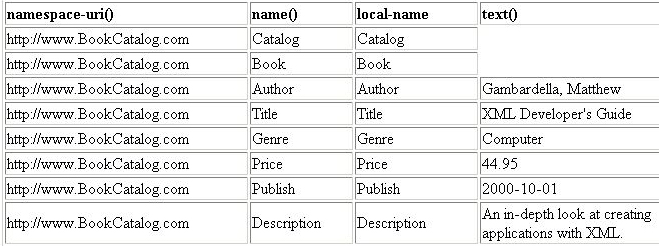 namespace-uri() name() local-name text()
http://www.BookCatalog.com Catalog Catalog
http://www.BookCatalog.com Book Book
http://www.BookCatalog.com Author Author Gambardella, Matthew
http://www.BookCatalog.com Title Title XML Developer's Guide
http://www.BookCatalog.com Genre Genre Computer
http://www.BookCatalog.com Price Price 44.95
http://www.BookCatalog.com Publish Publish 2000-10-01
http://www.BookCatalog.com Description Description An in-depth look at creating
applications with XML.